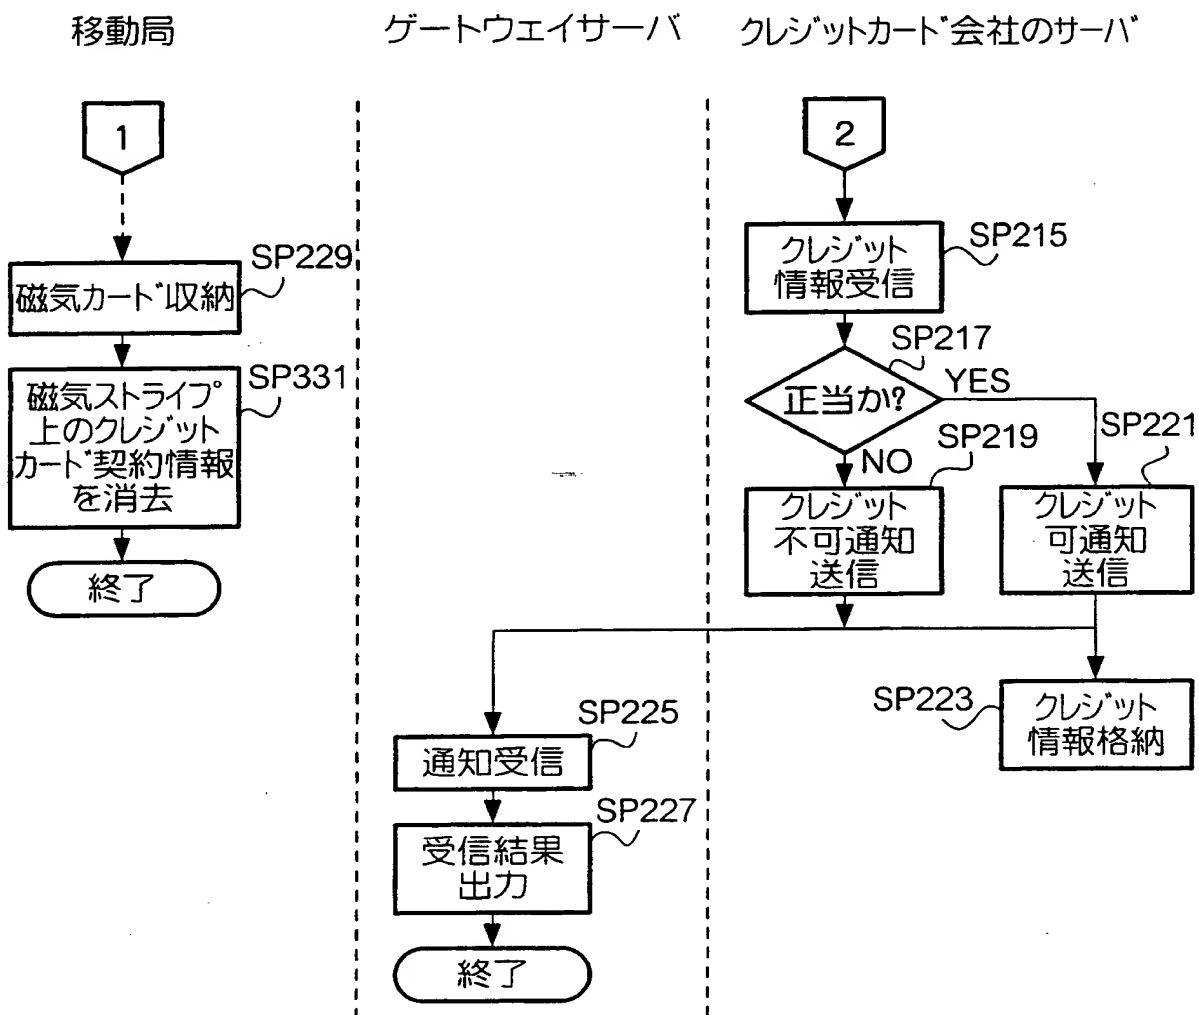 移動局
ゲートウェイサーバ
クレジットカード会社のサーバ
1
2
SP229
磁気カード収納
SP331
磁気ストライプ
上のクレジット
カード契約情報
を消去
終了
SP215
クレジット
情報受信
SP217
正当か?
YES
NO
SP219
クレジット
不可通知
送信
SP221
クレジット
可通知
送信
SP223
クレジット
情報格納
SP225
通知受信
SP227
受信結果
出力
終了